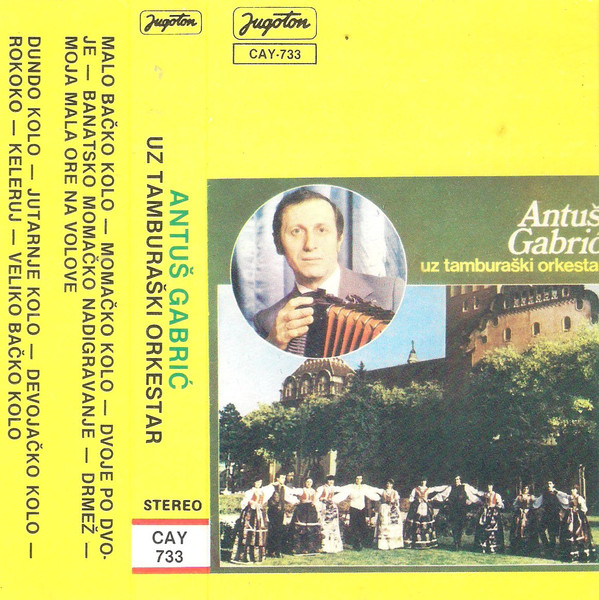 MALO BAČKO KOLO — MOMAČKO KOLO — DVOJE PO DVO-
JE — BANATSKO MOMAČKO NADIGRAVANJE — DRMEŽ —
MOJA MALA ORE NA VOLOVE
DUNDO KOLO — JUTARNJE KOLO — DEVOJAČKO KOLO —
ROKOKO — KELERUJ — VELIKO BAČKO KOLO
Jugoton
ANTUŠ GABRIĆ
UZ TAMBURAŠKI ORKESTAR
STEREO
CAY
733
Jugoton
CAY-733
Antuš
Gabrić
uz tamburaški orkesta